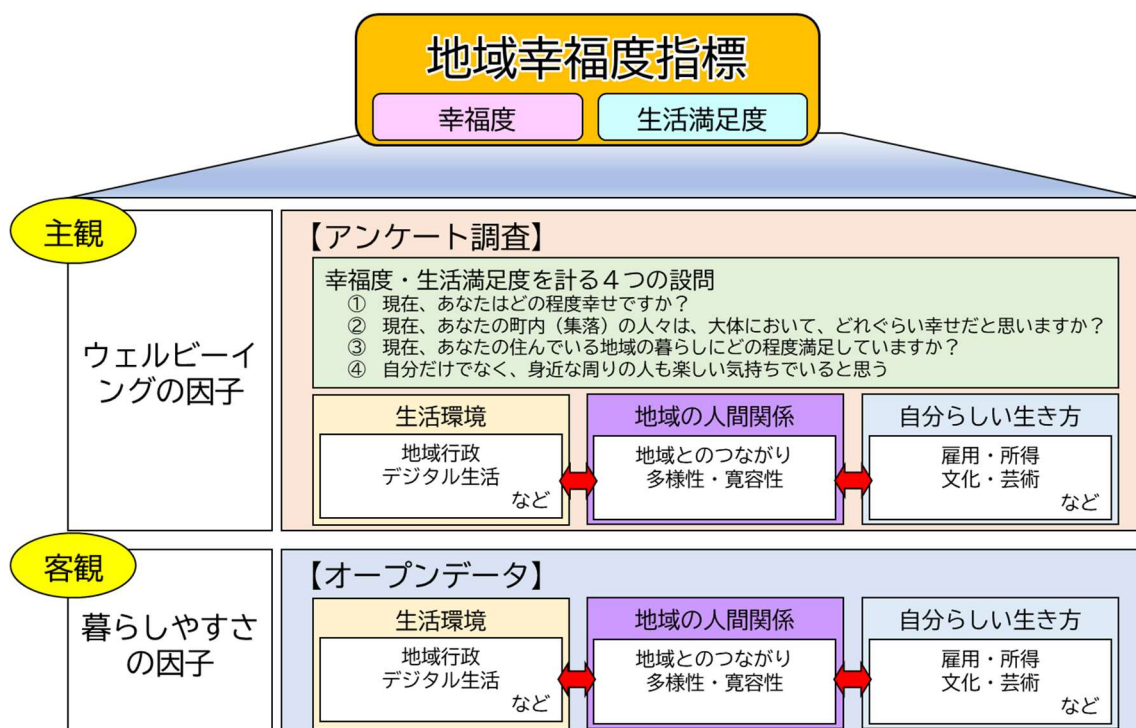 地域幸福度指標
幸福度
生活満足度
主観
ウェルビーイ
ングの因子
【アンケート調査】
幸福度・生活満足度を計る４つの設問
① 現在、あなたはどの程度幸せですか？
② 現在、あなたの町内（集落）の人々は、大体において、どれぐらい幸せだと思いますか？
③ 現在、あなたの住んでいる地域の暮らしにどの程度満足していますか？
④ 自分だけでなく、身近な周りの人も楽しい気持ちでいると思う
生活環境
地域行政
デジタル生活
など
地域の人間関係
地域とのつながり
多様性・寛容性
自分らしい生き方
雇用・所得
文化・芸術
など
客観
暮らしやすさ
の因子
【オープンデータ】
生活環境
地域行政
デジタル生活
など
地域の人間関係
地域とのつながり
多様性・寛容性
自分らしい生き方
雇用・所得
文化・芸術
など